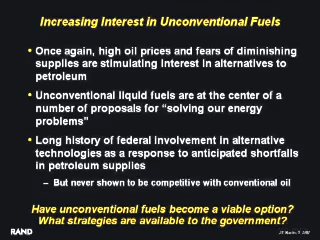 Increasing Interest in Unconventional Fuels
• Once again, high oil prices and fears of diminishing
supplies are stimulating interest in alternatives to
petroleum
• Unconventional liquid fuels are at the center of a
number of proposals for “solving our energy
problems”
• Long history of federal involvement in alternative
technologies as a response to anticipated shortfalls
in petroleum supplies
– But never shown to be competitive with conventional oil
Have unconventional fuels become a viable option?
What strategies are available to the government?
RAND